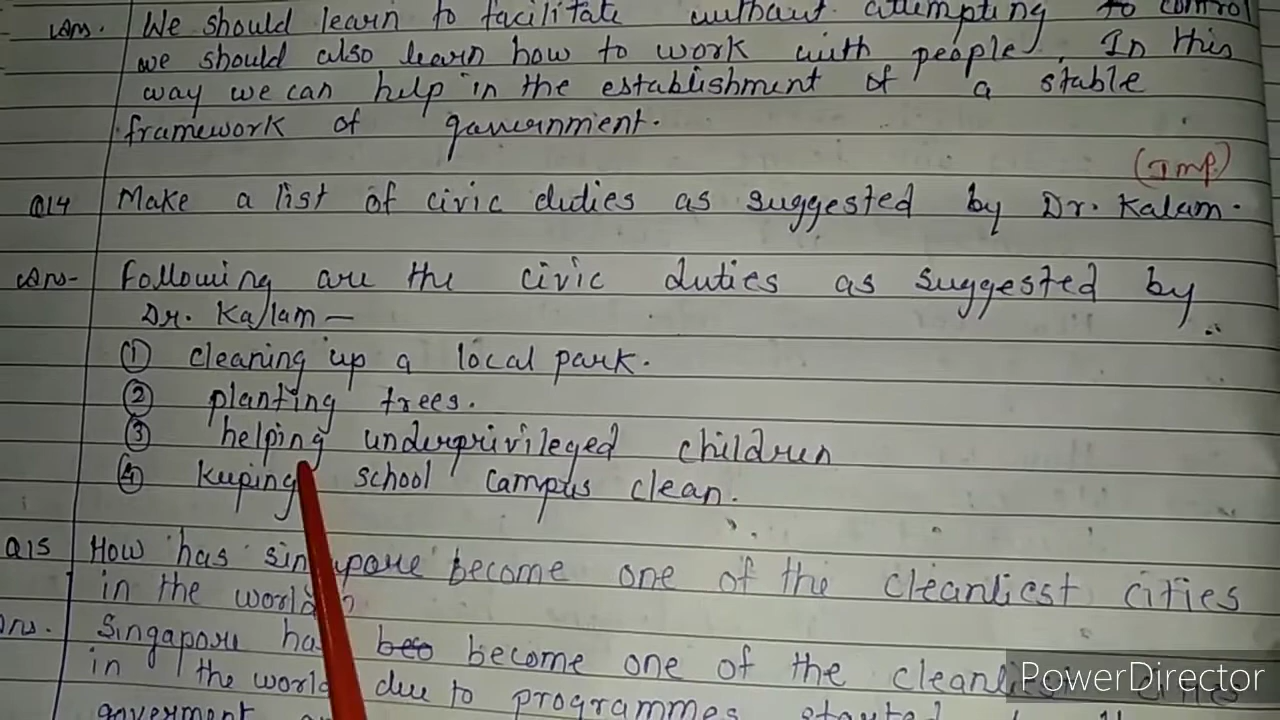 Ans. We should learn to facilitate without attempting to control
we should also learn how to work with people. In this
way we can help in the establishment of a stable
framework of government.
(Imp)
Q14 Make a list of civic duties as suggested by Dr. Kalam.
Ans- Following are the civic duties as suggested by
Dr. Kalam —
① cleaning up a local park.
② planting trees.
③ helping underprivileged children
④ keeping school campus clean.
Q15 How has singapore become one of the cleanliest cities
in the world?
Ans. Singapore has become one of the cleanliest cities
in the world due to programmes started
goverment
PowerDirector